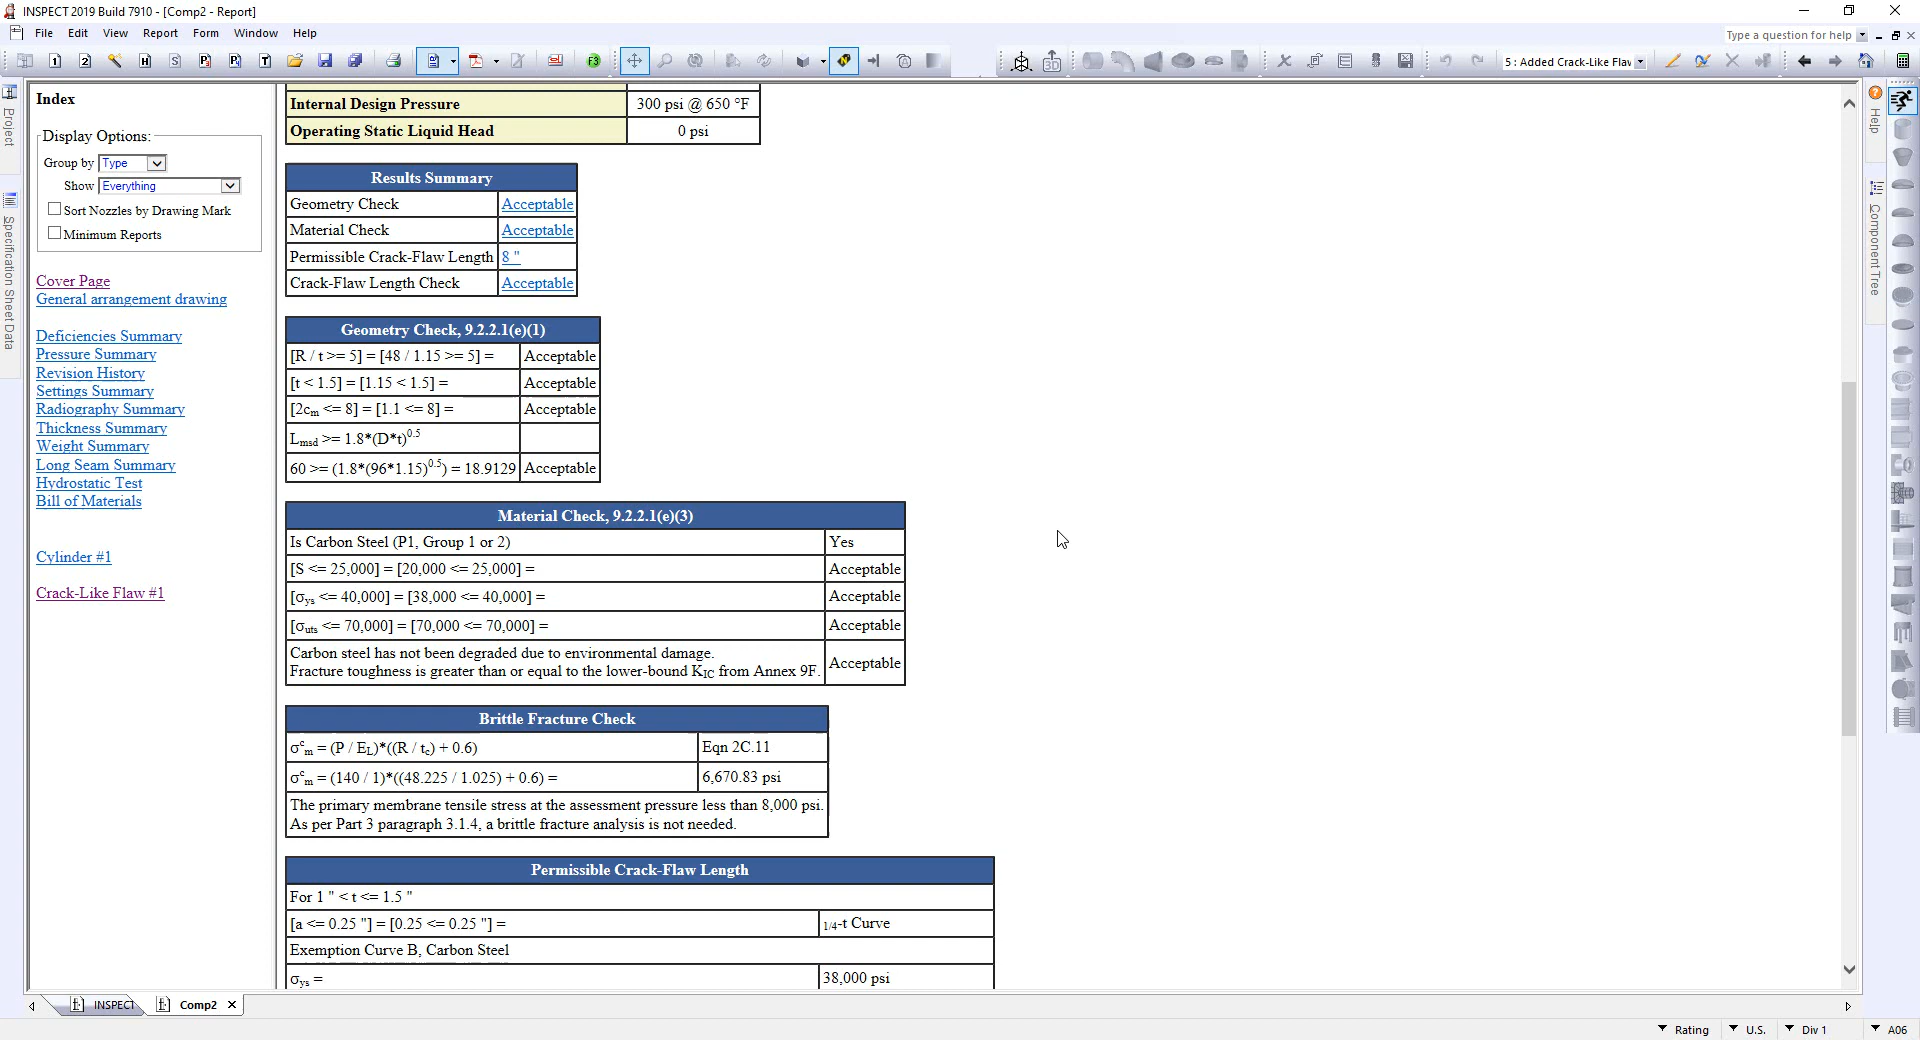 INSPECT 2019 Build 7910 - [Comp2 - Report]
File Edit View Report Form Window Help
Type a question for help
5 : Added Crack-Like Flav
Index
Display Options:
Group by Type
Show Everything
Sort Nozzles by Drawing Mark
Minimum Reports
Cover Page
General arrangement drawing
Deficiencies Summary
Pressure Summary
Revision History
Settings Summary
Radiography Summary
Thickness Summary
Weight Summary
Long Seam Summary
Hydrostatic Test
Bill of Materials
Cylinder #1
Crack-Like Flaw #1
Project
Specification Sheet Data
Internal Design Pressure 300 psi @ 650 °F
Operating Static Liquid Head 0 psi
Results Summary
Geometry Check Acceptable
Material Check Acceptable
Permissible Crack-Flaw Length 8 "
Crack-Flaw Length Check Acceptable
Geometry Check, 9.2.2.1(e)(1)
[R / t >= 5] = [48 / 1.15 >= 5] = Acceptable
[t < 1.5] = [1.15 < 1.5] = Acceptable
[2cm <= 8] = [1.1 <= 8] = Acceptable
Lmsd >= 1.8*(D*t)0.5
60 >= (1.8*(96*1.15)0.5) = 18.9129 Acceptable
Material Check, 9.2.2.1(e)(3)
Is Carbon Steel (P1, Group 1 or 2) Yes
[S <= 25,000] = [20,000 <= 25,000] = Acceptable
[σys <= 40,000] = [38,000 <= 40,000] = Acceptable
[σuts <= 70,000] = [70,000 <= 70,000] = Acceptable
Carbon steel has not been degraded due to environmental damage.
Fracture toughness is greater than or equal to the lower-bound KIC from Annex 9F. Acceptable
Brittle Fracture Check
σcm = (P / EL)*((R / tc) + 0.6) Eqn 2C.11
σcm = (140 / 1)*((48.225 / 1.025) + 0.6) = 6,670.83 psi
The primary membrane tensile stress at the assessment pressure less than 8,000 psi.
As per Part 3 paragraph 3.1.4, a brittle fracture analysis is not needed.
Permissible Crack-Flaw Length
For 1 " < t <= 1.5 "
[a <= 0.25 "] = [0.25 <= 0.25 "] = 1/4-t Curve
Exemption Curve B, Carbon Steel
σys = 38,000 psi
Help
Component Tree
INSPECT Comp2
Rating U.S. Div 1 A06